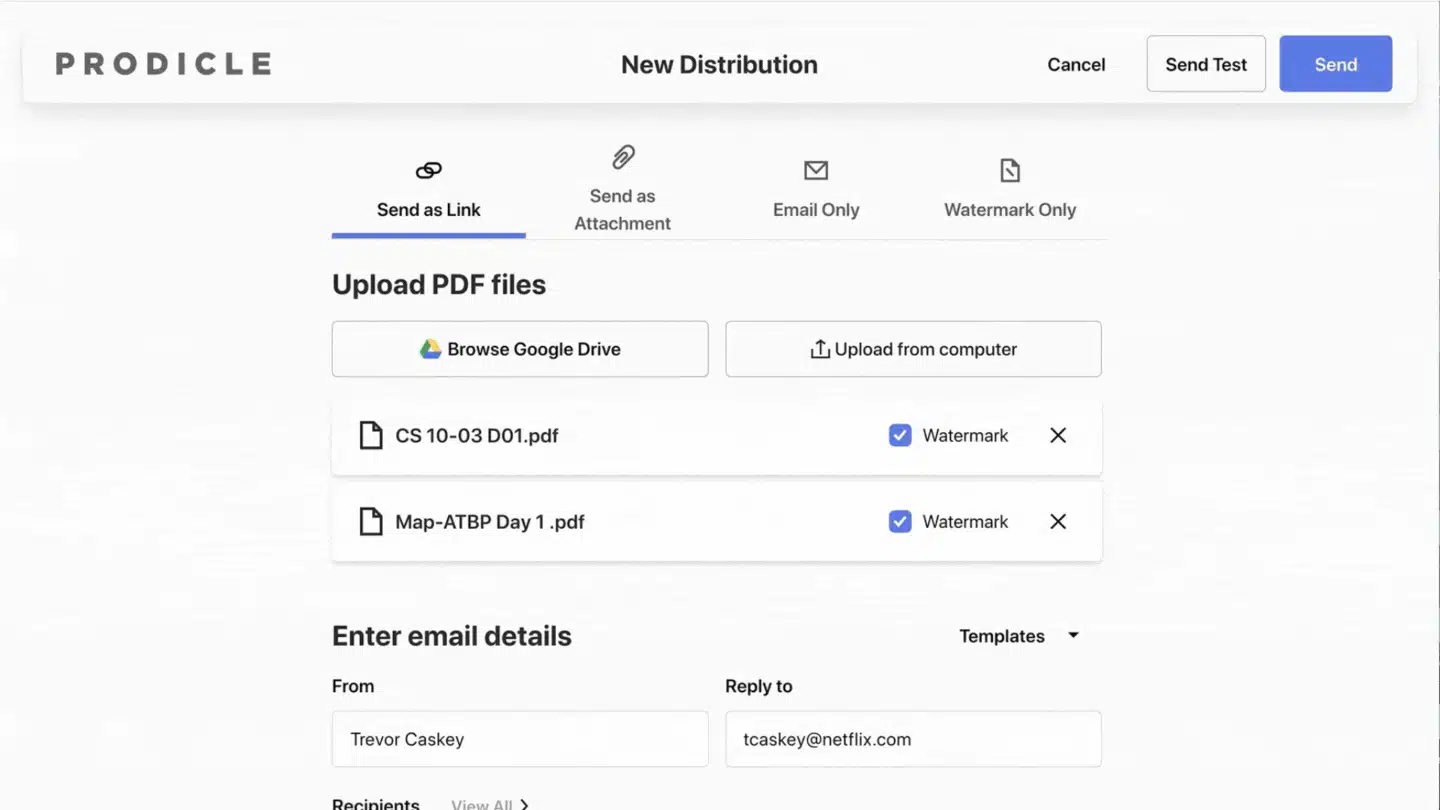 PRODICLE
New Distribution
Cancel
Send Test
Send
Send as Link
Send as
Attachment
Email Only
Watermark Only
Upload PDF files
Browse Google Drive
Upload from computer
CS 10-03 D01.pdf
Watermark
Map-ATBP Day 1 .pdf
Watermark
Enter email details
Templates
From
Reply to
Trevor Caskey
tcaskey@netflix.com
Recipients
View All